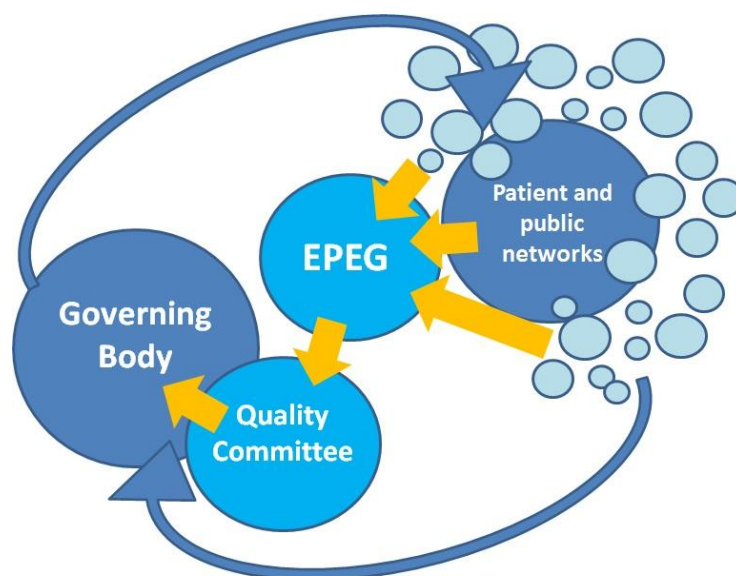 Patient and
public
networks
EPEG
Governing
Body
Quality
Committee